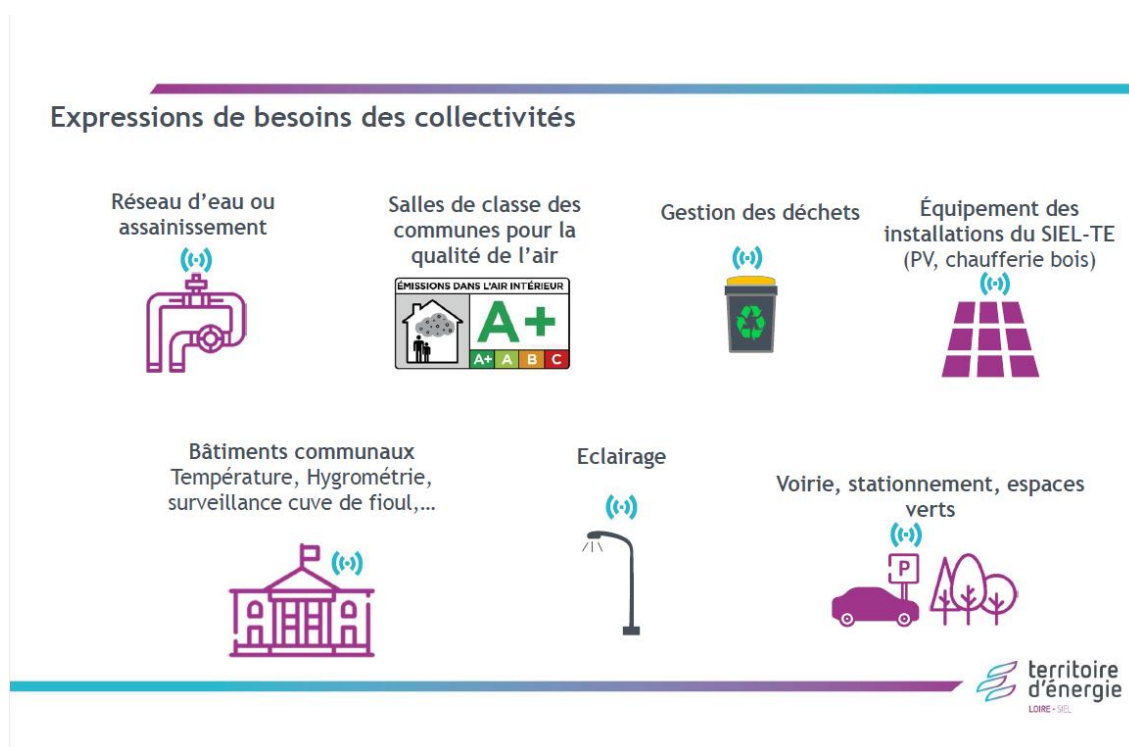 Expressions de besoins des collectivités
Réseau d'eau ou
assainissement
Salles de classe des
communes pour la
qualité de l'air
ÉMISSIONS DANS L'AIR INTÉRIEUR
A+
A+ A B C
Gestion des déchets
Équipement des
installations du SIEL-TE
(PV, chaufferie bois)
Bâtiments communaux
Température, Hygrométrie,
surveillance cuve de fioul,…
Eclairage
Voirie, stationnement, espaces
verts
P
territoire
d'énergie
LOIRE - SIEL